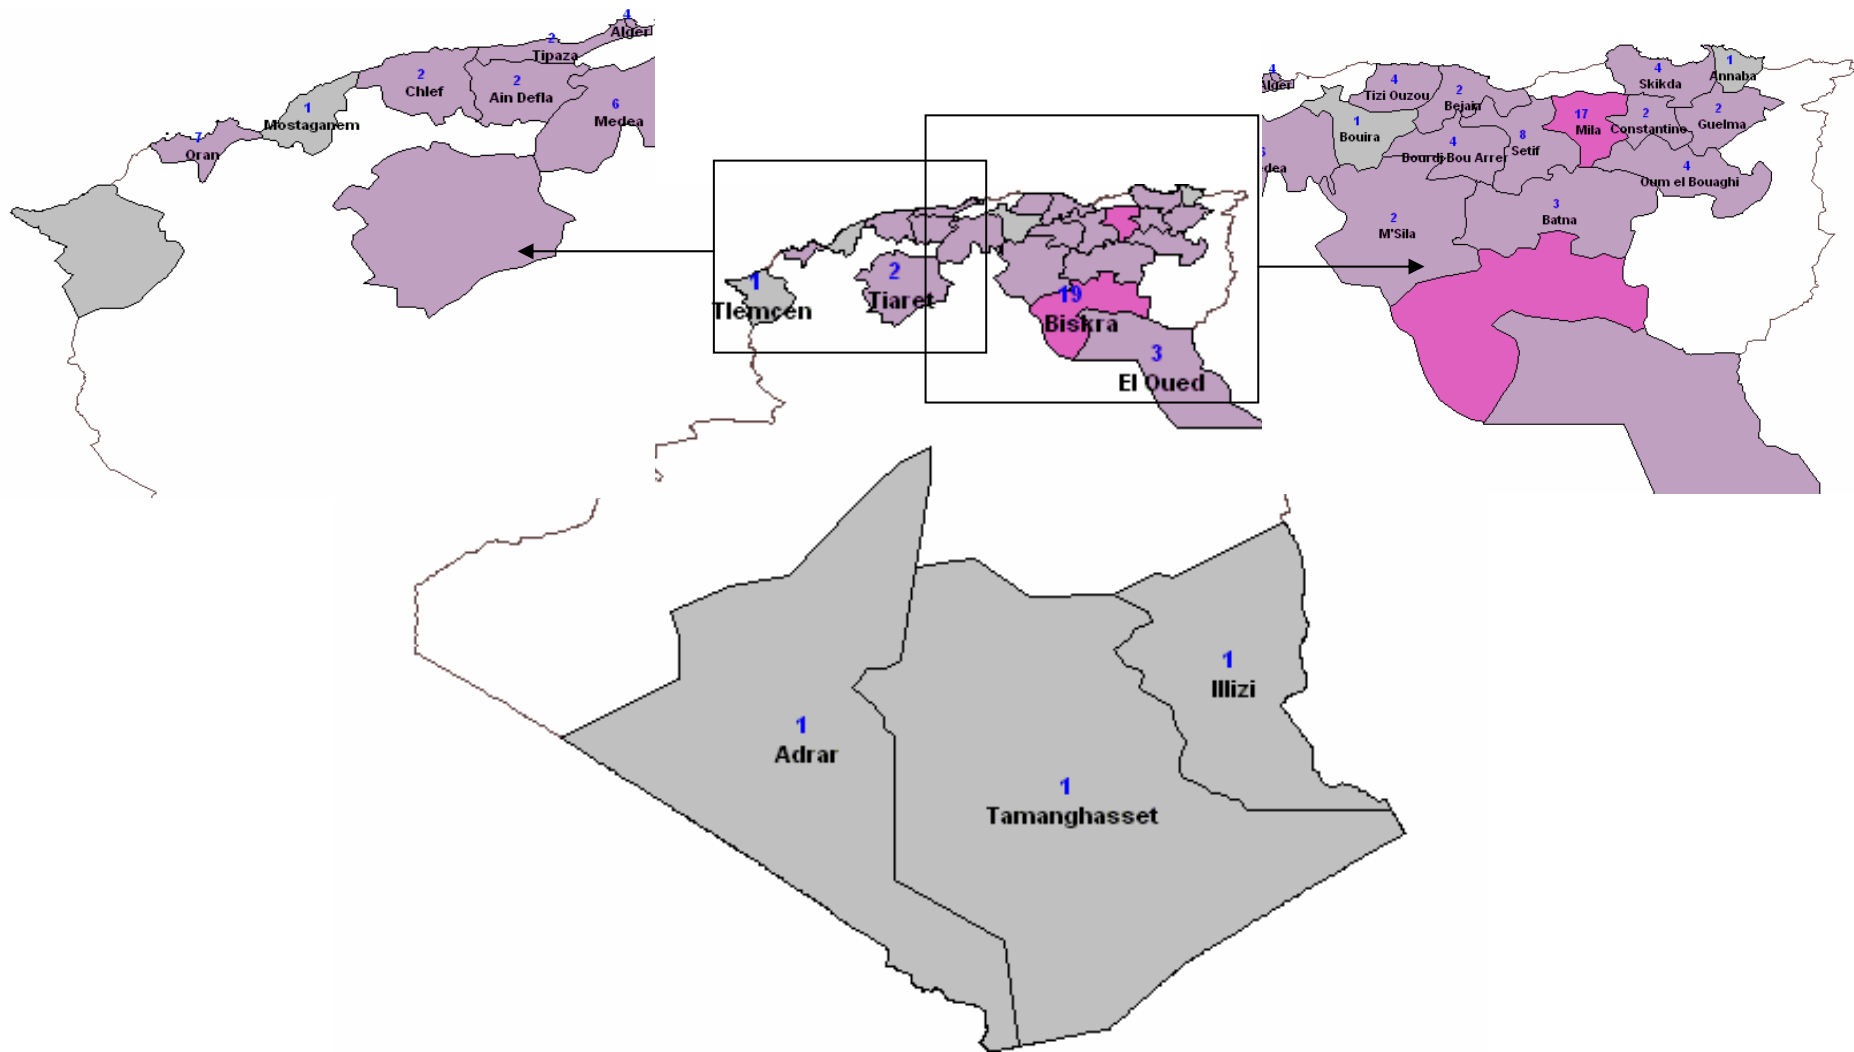 4
Alger
2
Tipaza
2
Chlef
2
Ain Defla
6
Medea
1
Mostaganem
7
Oran
1
Tlemcen
2
Tiaret
19
Biskra
3
El Oued
4
Alger
4
Tizi Ouzou
2
Bejaia
4
Skikda
1
Annaba
1
Bouira
17
Mila
2
Constantine
2
Guelma
8
Setif
4
Bourdj Bou Arrer
4
Oum el Bouaghi
6
dea
2
M'Sila
3
Batna
1
Illizi
1
Adrar
1
Tamanghasset